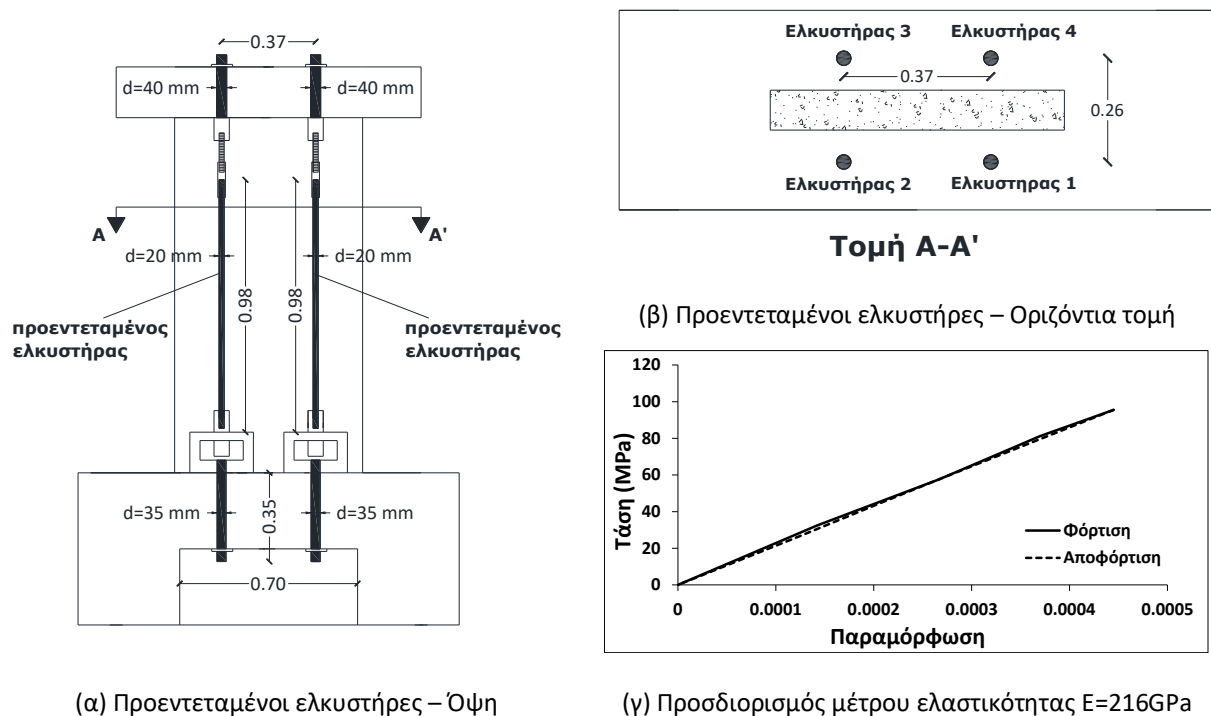 0.37
d=40 mm
d=40 mm
A
A'
d=20 mm
d=20 mm
0.98
0.98
προεντεταμένος
ελκυστήρας
προεντεταμένος
ελκυστήρας
d=35 mm
d=35 mm
0.35
0.70
(α) Προεντεταμένοι ελκυστήρες – Όψη
Ελκυστήρας 3
Ελκυστήρας 4
0.37
0.26
Ελκυστήρας 2
Ελκυστηρας 1
Τομή Α-Α'
(β) Προεντεταμένοι ελκυστήρες – Οριζόντια τομή
Τάση (MPa)
120
100
80
60
40
20
0
Φόρτιση
Αποφόρτιση
0
0.0001
0.0002
0.0003
0.0004
0.0005
Παραμόρφωση
(γ) Προσδιορισμός μέτρου ελαστικότητας E=216GPa